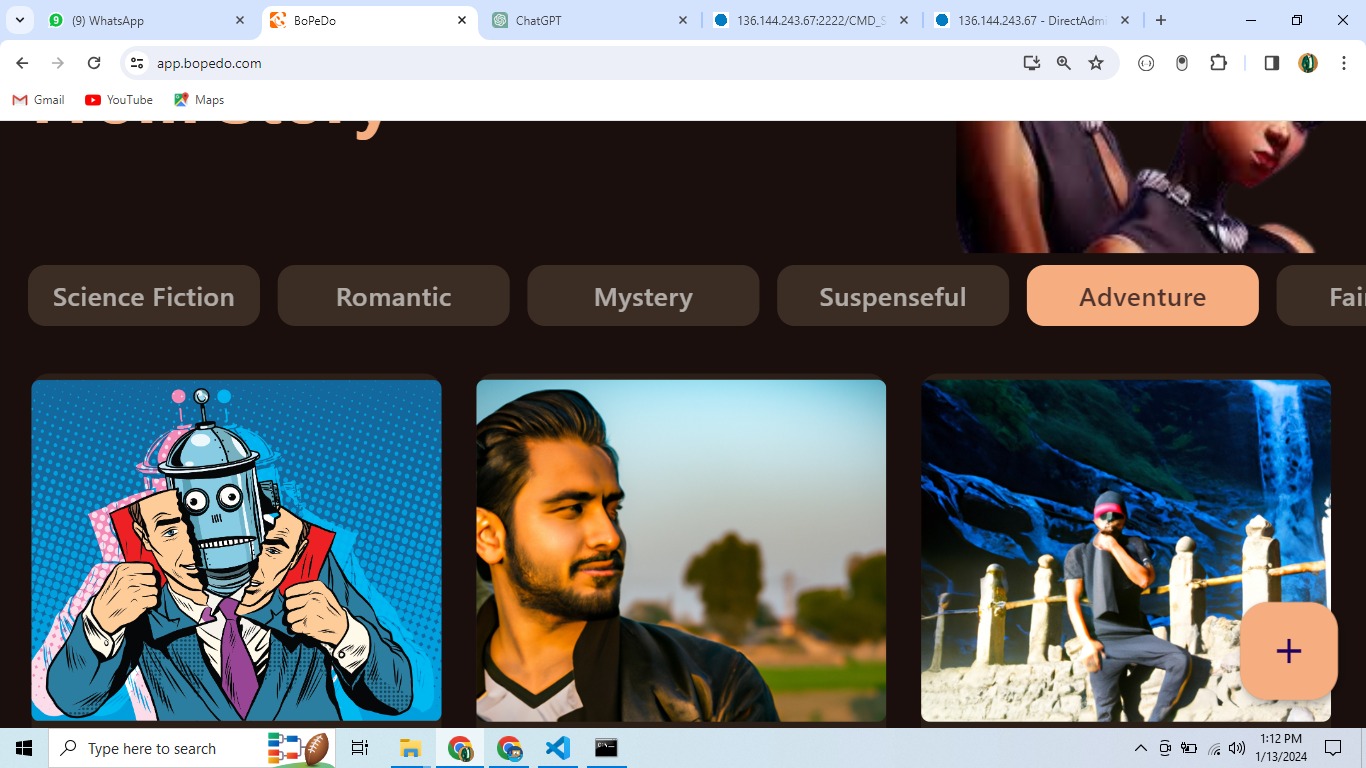 (9) WhatsApp
BoPeDo
ChatGPT
136.144.243.67:2222/CMD_S
136.144.243.67 - DirectAdmi
app.bopedo.com
Gmail
YouTube
Maps
Story
Science Fiction
Romantic
Mystery
Suspenseful
Adventure
Fai
+
Type here to search
1:12 PM
1/13/2024